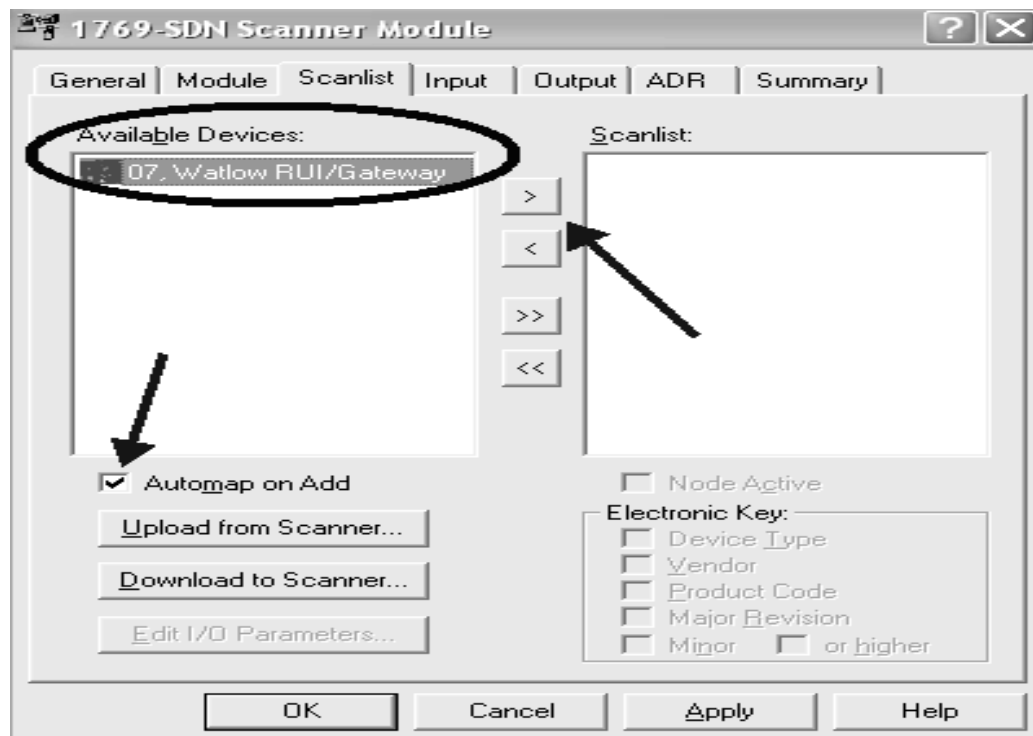 1769-SDN Scanner Module
General Module Scanlist Input Output ADR Summary
Available Devices:
Scanlist:
07, Watlow RUI/Gateway
>
<
>>
<<
Automap on Add
Upload from Scanner...
Download to Scanner...
Edit I/O Parameters...
Node Active
Electronic Key:
Device Type
Vendor
Product Code
Major Revision
Minor or higher
OK Cancel Apply Help